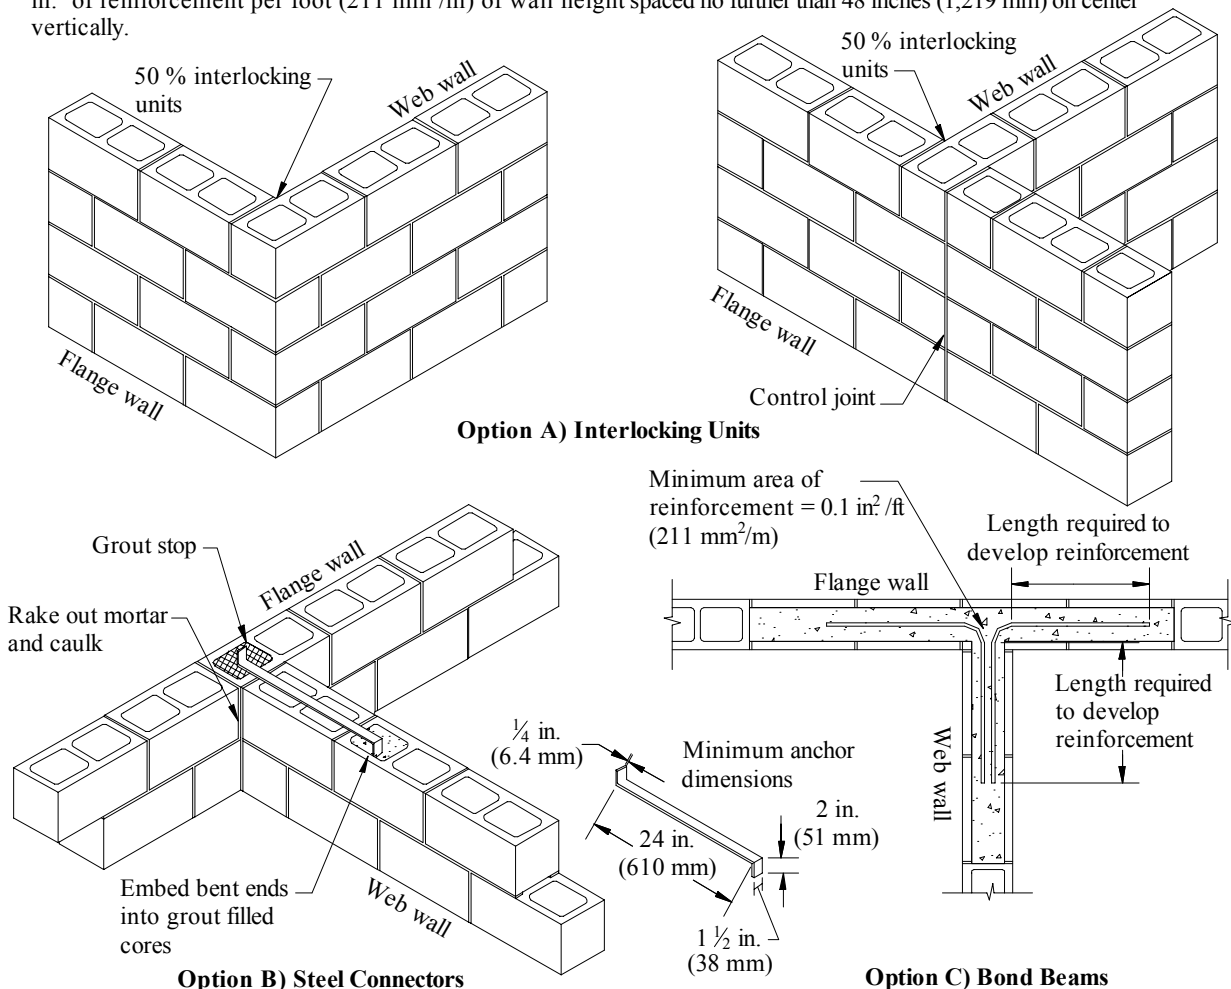 in.² of reinforcement per foot (211 mm²/m) of wall height spaced no further than 48 inches (1,219 mm) on center
vertically.
50 % interlocking
units
Web wall
Flange wall
50 % interlocking
units
Web wall
Flange wall
Control joint
Option A) Interlocking Units
Grout stop
Flange wall
Rake out mortar
and caulk
Embed bent ends
into grout filled
cores
Web wall
¼ in.
(6.4 mm)
Minimum anchor
dimensions
24 in.
(610 mm)
2 in.
(51 mm)
1 ½ in.
(38 mm)
Option B) Steel Connectors
Minimum area of
reinforcement = 0.1 in.²/ft
(211 mm²/m)
Length required to
develop reinforcement
Flange wall
Length required
to develop
reinforcement
Web wall
Option C) Bond Beams